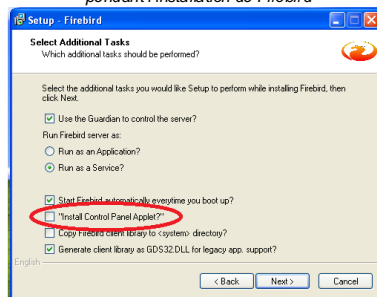 pendant l'installation de Firebird
Setup - Firebird
Select Additional Tasks
Which additional tasks should be performed?
Select the additional tasks you would like Setup to perform while installing Firebird, then
click Next.
Use the Guardian to control the server?
Run Firebird server as:
Run as an Application?
Run as a Service?
Start Firebird automatically everytime you boot up?
"Install Control Panel Applet?"
Copy Firebird client library to <system> directory?
Generate client library as GDS32.DLL for legacy app. support?
English
< Back
Next >
Cancel